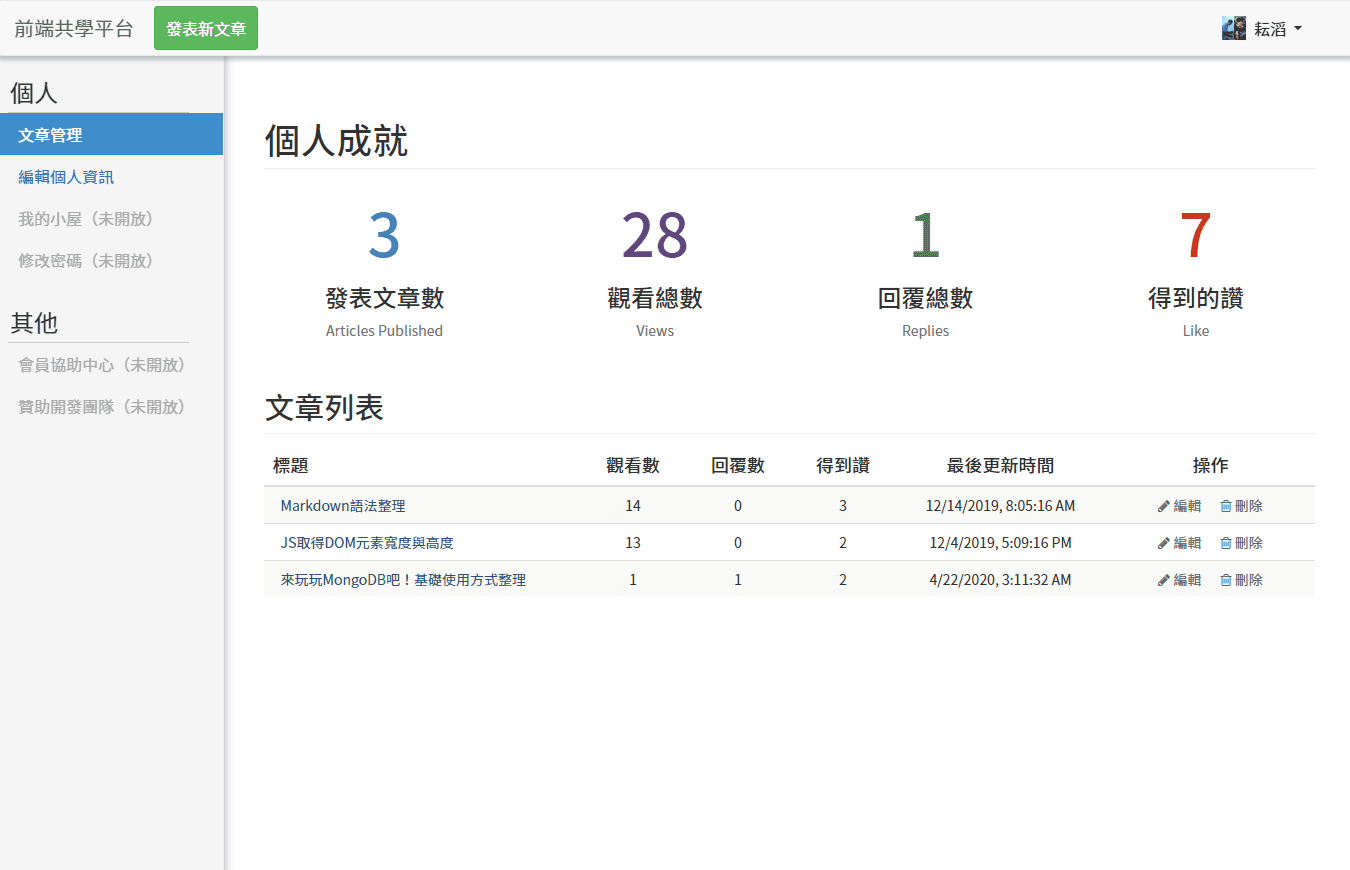 前端共學平台 發表新文章 耘滔
個人
文章管理
編輯個人資訊
我的小屋（未開放）
修改密碼（未開放）
其他
會員協助中心（未開放）
贊助開發團隊（未開放）
個人成就
3 28 1 7
發表文章數 觀看總數 回覆總數 得到的讚
Articles Published Views Replies Like
文章列表
標題 觀看數 回覆數 得到讚 最後更新時間 操作
Markdown語法整理 14 0 3 12/14/2019, 8:05:16 AM 編輯 刪除
JS取得DOM元素寬度與高度 13 0 2 12/4/2019, 5:09:16 PM 編輯 刪除
來玩玩MongoDB吧！基礎使用方式整理 1 1 2 4/22/2020, 3:11:32 AM 編輯 刪除